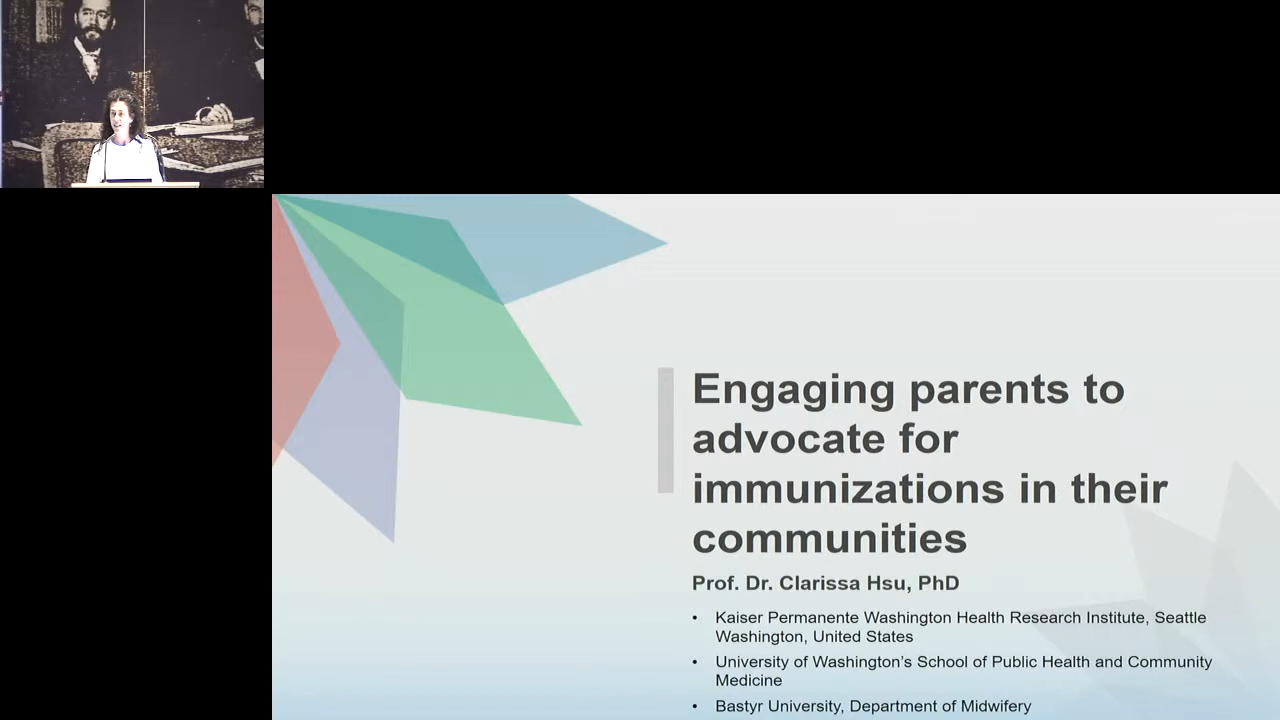 Engaging parents to
advocate for
immunizations in their
communities
Prof. Dr. Clarissa Hsu, PhD
• Kaiser Permanente Washington Health Research Institute, Seattle
Washington, United States
• University of Washington's School of Public Health and Community
Medicine
• Bastyr University, Department of Midwifery